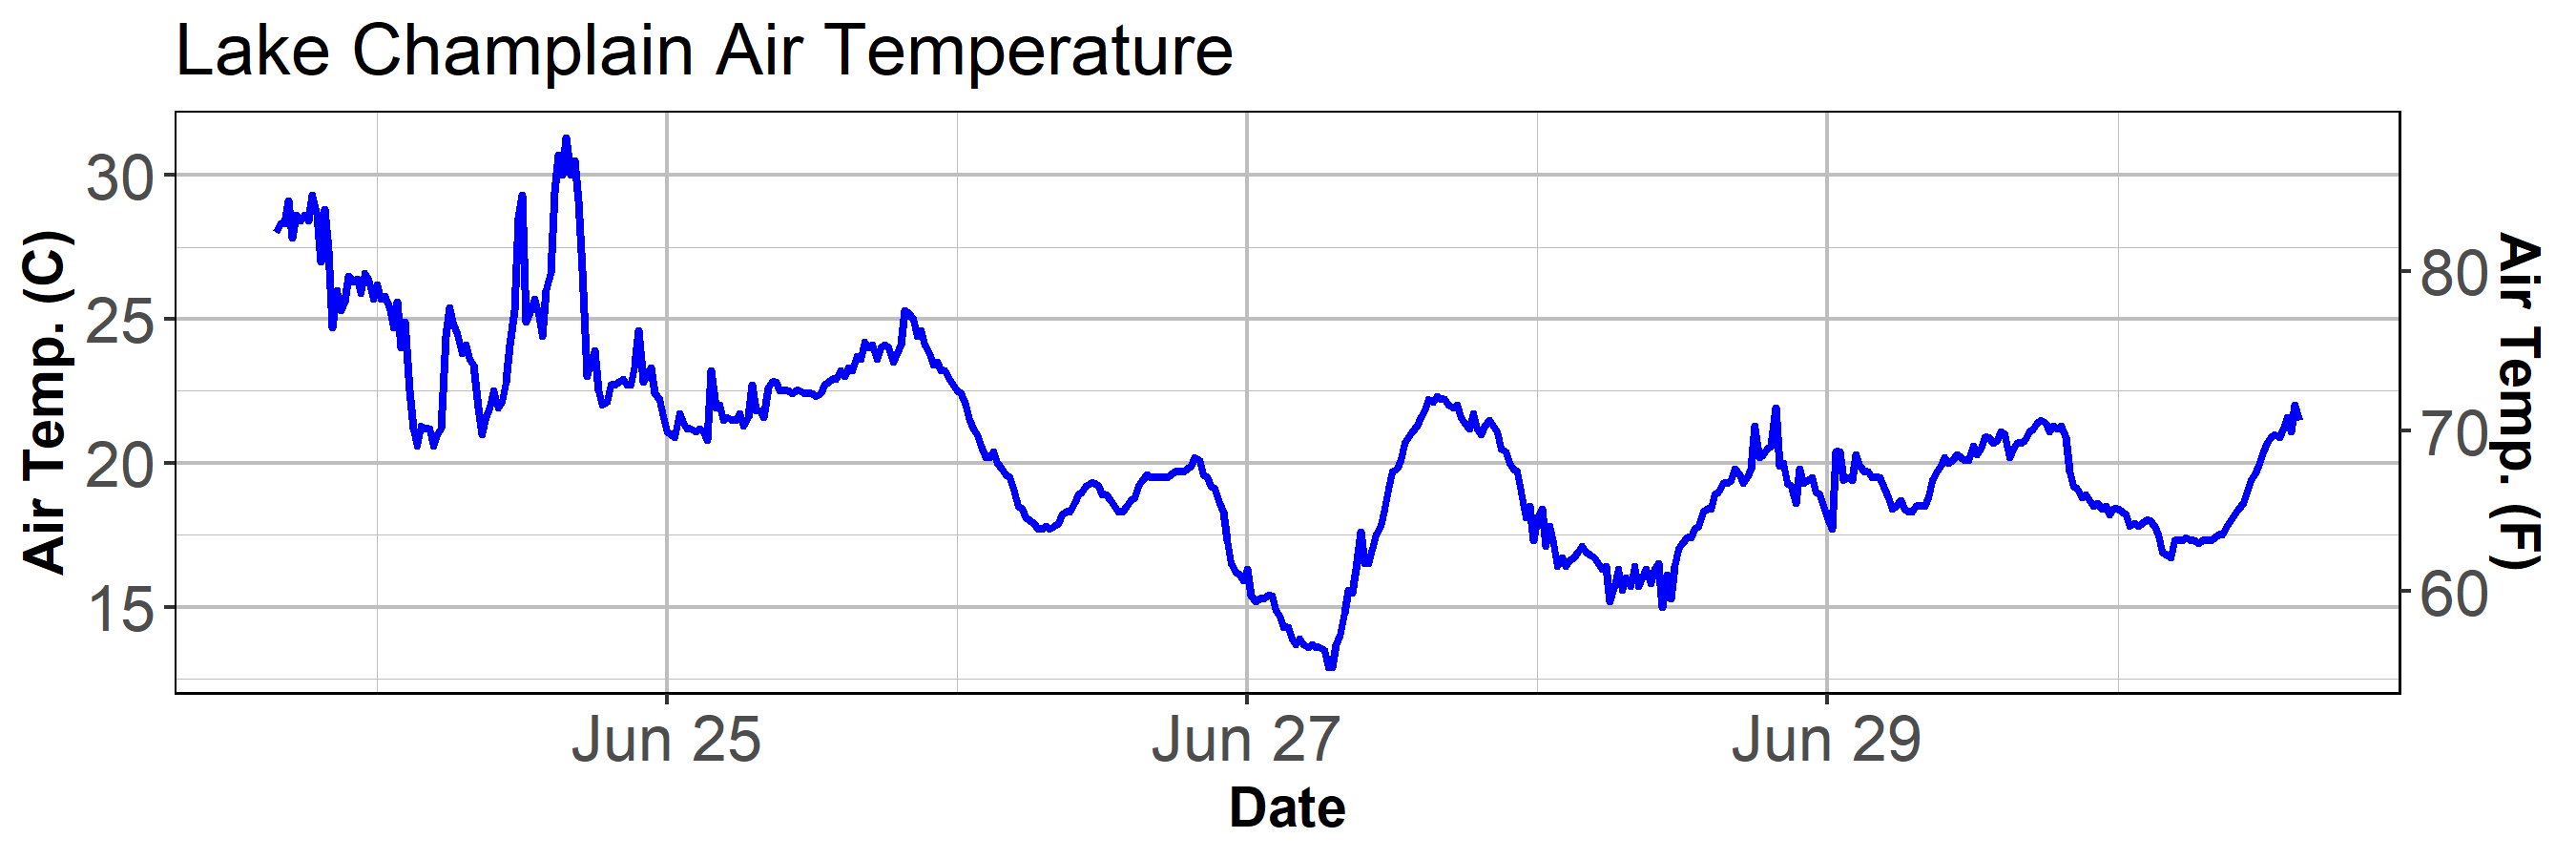 Lake Champlain Air Temperature
Air Temp. (C)
30
25
20
15
80
70
60
Air Temp. (F)
Jun 25
Jun 27
Jun 29
Date